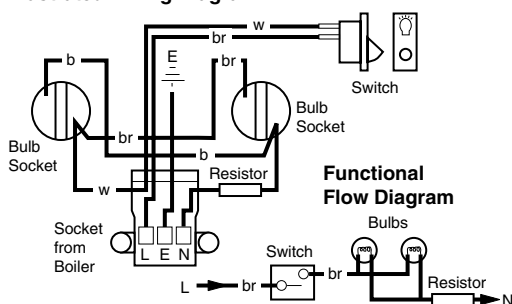 w
br
E
b
br
Switch
Bulb
Socket
Bulb
Socket
br
b
w
Resistor
Functional
Flow Diagram
Socket
from
Boiler
L E N
Bulbs
Switch
L br
br
Resistor
N